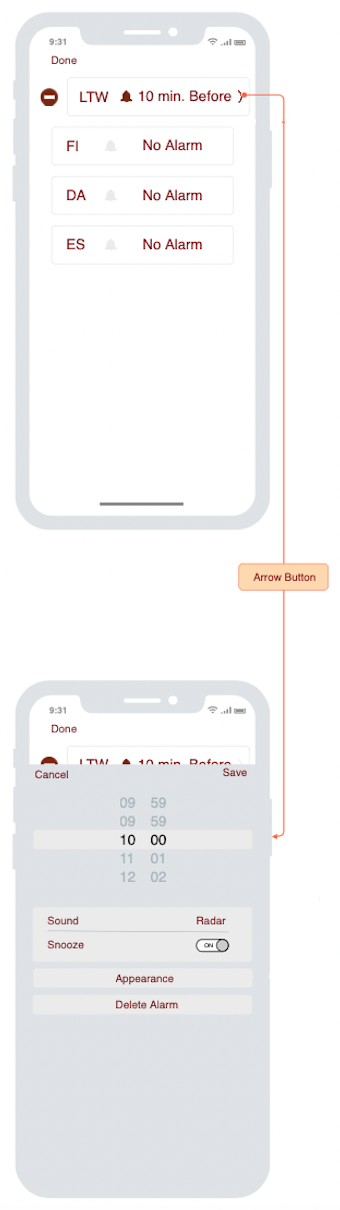 9:31
Done
LTW 10 min. Before
FI No Alarm
DA No Alarm
ES No Alarm
Arrow Button
9:31
Done
LTW 10 min. Before
Cancel Save
09 59
09 59
10 00
11 01
12 02
Sound Radar
Snooze ON
Appearance
Delete Alarm